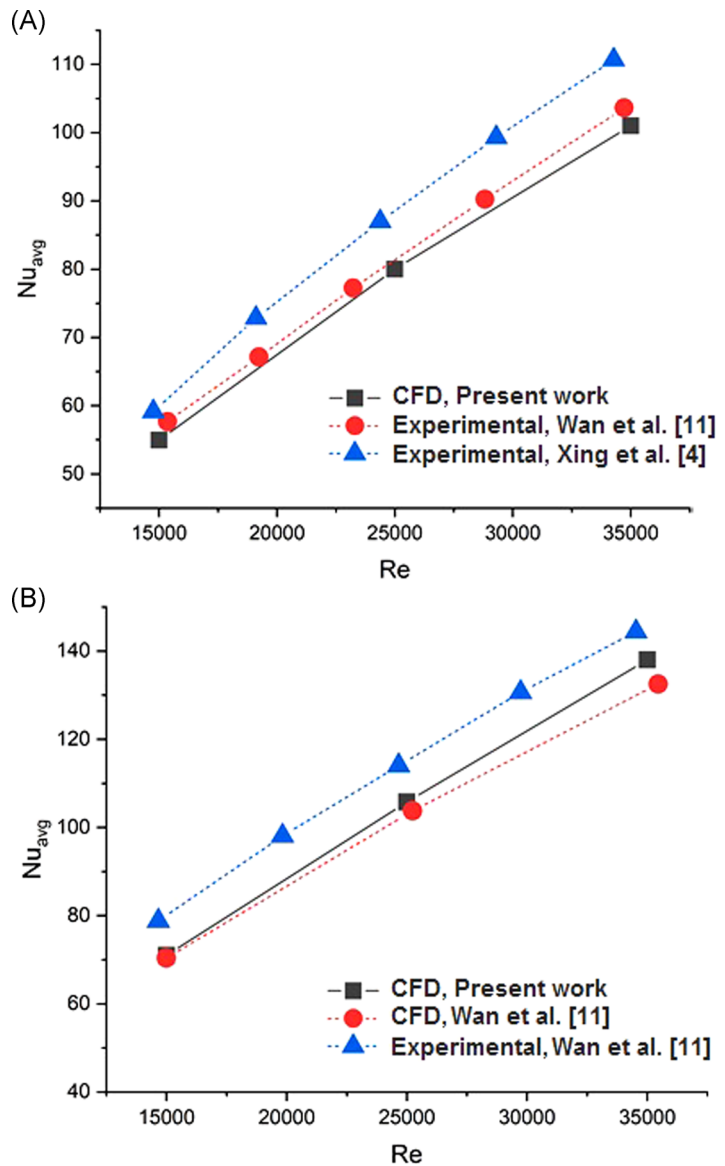 (A)
110
100
90
80
70
60
50
Nuavg
CFD, Present work
Experimental, Wan et al. [11]
Experimental, Xing et al. [4]
15000 20000 25000 30000 35000
Re
(B)
140
120
100
80
60
40
Nuavg
CFD, Present work
CFD, Wan et al. [11]
Experimental, Wan et al. [11]
15000 20000 25000 30000 35000
Re